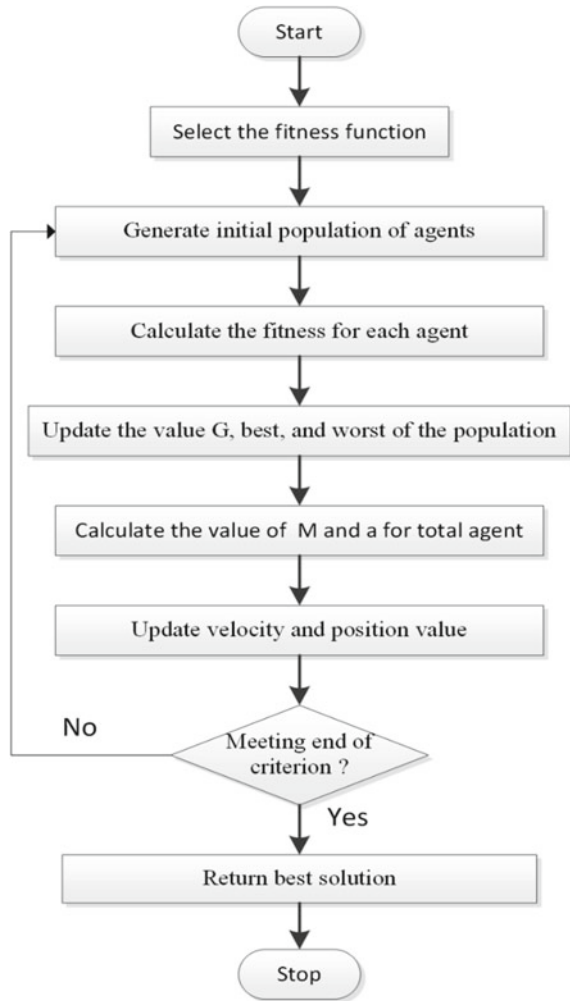 Start
Select the fitness function
Generate initial population of agents
Calculate the fitness for each agent
Update the value G, best, and worst of the population
Calculate the value of M and a for total agent
Update velocity and position value
No
Meeting end of
criterion ?
Yes
Return best solution
Stop